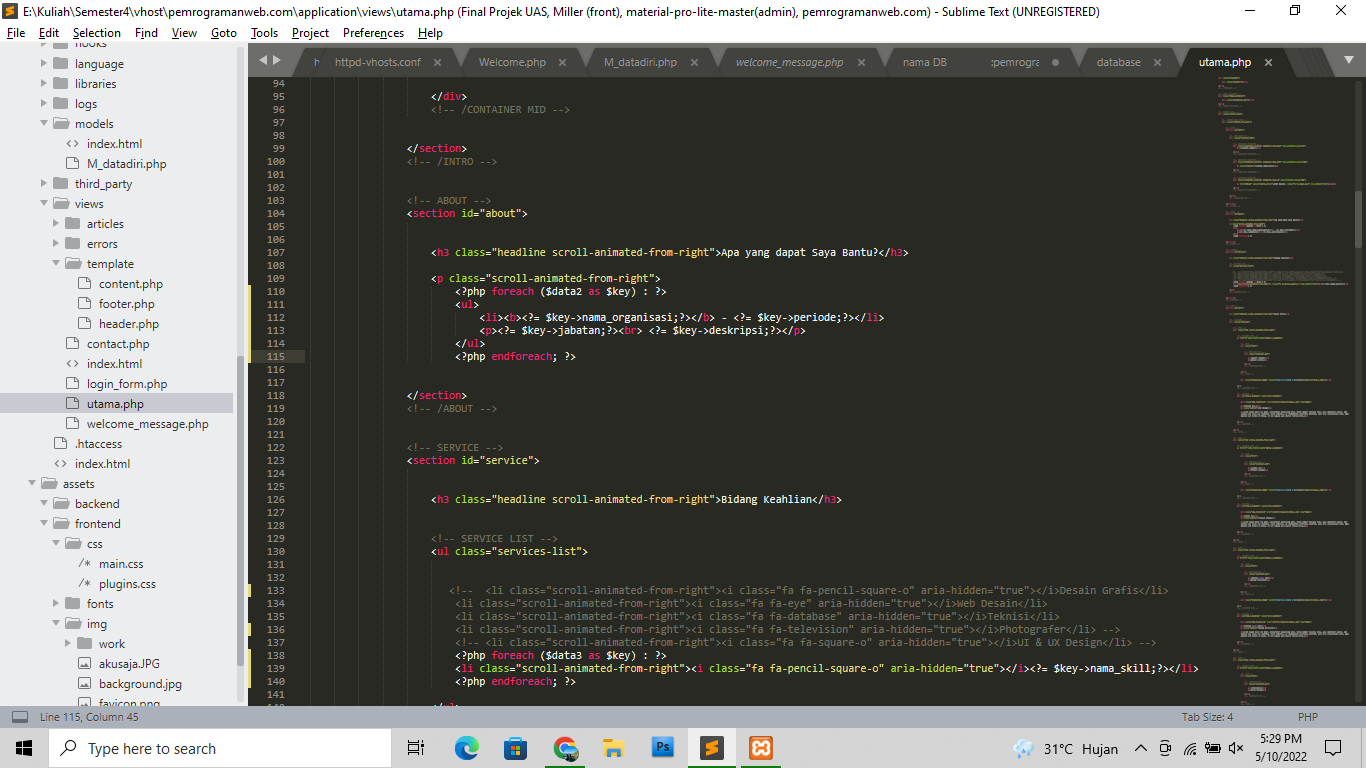 E:\Kuliah\Semester4\vhost\pemrogramanweb.com\application\views\utama.php (Final Projek UAS, Miller (front), material-pro-lite-master(admin), pemrogramanweb.com) - Sublime Text (UNREGISTERED)
File Edit Selection Find View Goto Tools Project Preferences Help
hooks
language
libraries
logs
models
index.html
M_datadiri.php
third_party
views
articles
errors
template
content.php
footer.php
header.php
contact.php
index.html
login_form.php
utama.php
welcome_message.php
.htaccess
index.html
assets
backend
frontend
css
/* main.css
/* plugins.css
fonts
img
work
akusaja.JPG
background.jpg
favicon.png
httpd-vhosts.conf Welcome.php M_datadiri.php welcome_message.php nama DB :pemrogra database utama.php
94
95 </div>
96 <!-- /CONTAINER MID -->
97
98
99 </section>
100 <!-- /INTRO -->
101
102
103 <!-- ABOUT -->
104 <section id="about">
105
106
107 <h3 class="headline scroll-animated-from-right">Apa yang dapat Saya Bantu?</h3>
108
109 <p class="scroll-animated-from-right">
110 <?php foreach ($data2 as $key) : ?>
111 <ul>
112 <li><b><?= $key->nama_organisasi;?></b> - <?= $key->periode;?></li>
113 <p><?= $key->jabatan;?><br> <?= $key->deskripsi;?></p>
114 </ul>
115 <?php endforeach; ?>
116
117
118 </section>
119 <!-- /ABOUT -->
120
121
122 <!-- SERVICE -->
123 <section id="service">
124
125
126 <h3 class="headline scroll-animated-from-right">Bidang Keahlian</h3>
127
128
129 <!-- SERVICE LIST -->
130 <ul class="services-list">
131
132
133 <!--  <li class="scroll-animated-from-right"><i class="fa fa-pencil-square-o" aria-hidden="true"></i>Desain Grafis</li>
134 <li class="scroll-animated-from-right"><i class="fa fa-eye" aria-hidden="true"></i>Web Desain</li>
135 <li class="scroll-animated-from-right"><i class="fa fa-database" aria-hidden="true"></i>Teknisi</li>
136 <li class="scroll-animated-from-right"><i class="fa fa-television" aria-hidden="true"></i>Photografer</li> -->
137 <!-- <li class="scroll-animated-from-right"><i class="fa fa-square-o" aria-hidden="true"></i>UI & UX Design</li> -->
138 <?php foreach ($data3 as $key) : ?>
139 <li class="scroll-animated-from-right"><i class="fa fa-pencil-square-o" aria-hidden="true"></i><?= $key->nama_skill;?></li>
140 <?php endforeach; ?>
141
Line 115, Column 45
Tab Size: 4 PHP
Type here to search
Ps
31°C Hujan
5:29 PM
5/10/2022